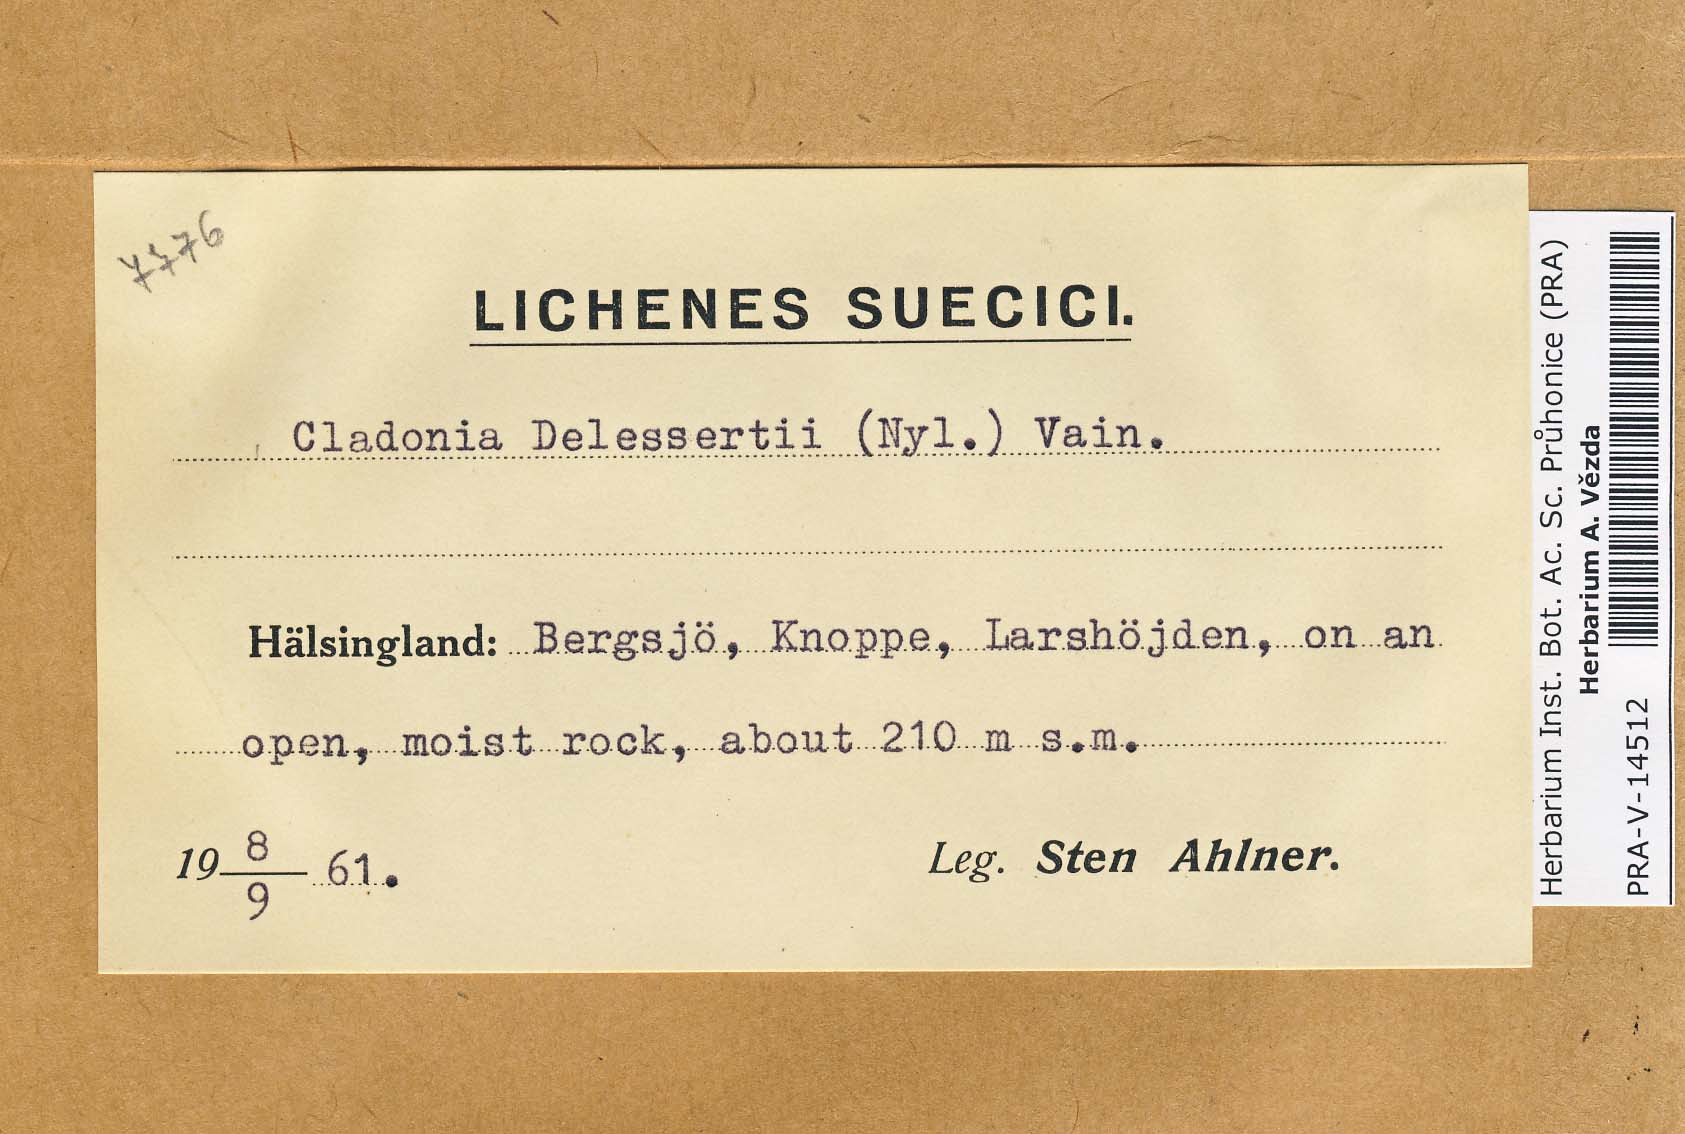 7776
LICHENES SUECICI.
Cladonia Delessertii (Nyl.) Vain.
Hälsingland: Bergsjö, Knoppe, Larshöjden, on an
open, moist rock, about 210 m s.m.
19 8/9 61.
Leg. Sten Ahlner.
Herbarium Inst. Bot. Ac. Sc. Průhonice (PRA)
Herbarium A. Vězda
PRA-V-14512